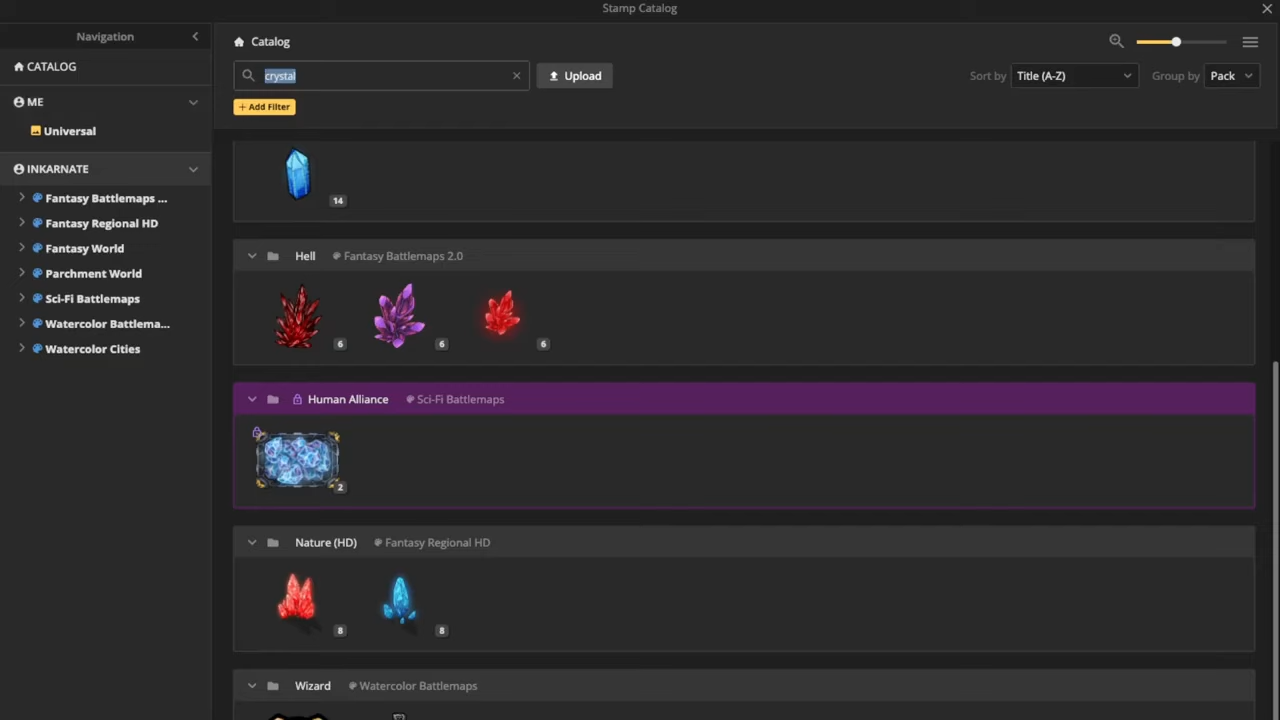 Stamp Catalog
Navigation
CATALOG
ME
Universal
INKARNATE
Fantasy Battlemaps ...
Fantasy Regional HD
Fantasy World
Parchment World
Sci-Fi Battlemaps
Watercolor Battlema...
Watercolor Cities
Catalog
crystal
Upload
Sort by Title (A-Z)
Group by Pack
+ Add Filter
14
Hell Fantasy Battlemaps 2.0
6 6 6
Human Alliance Sci-Fi Battlemaps
2
Nature (HD) Fantasy Regional HD
8 8
Wizard Watercolor Battlemaps